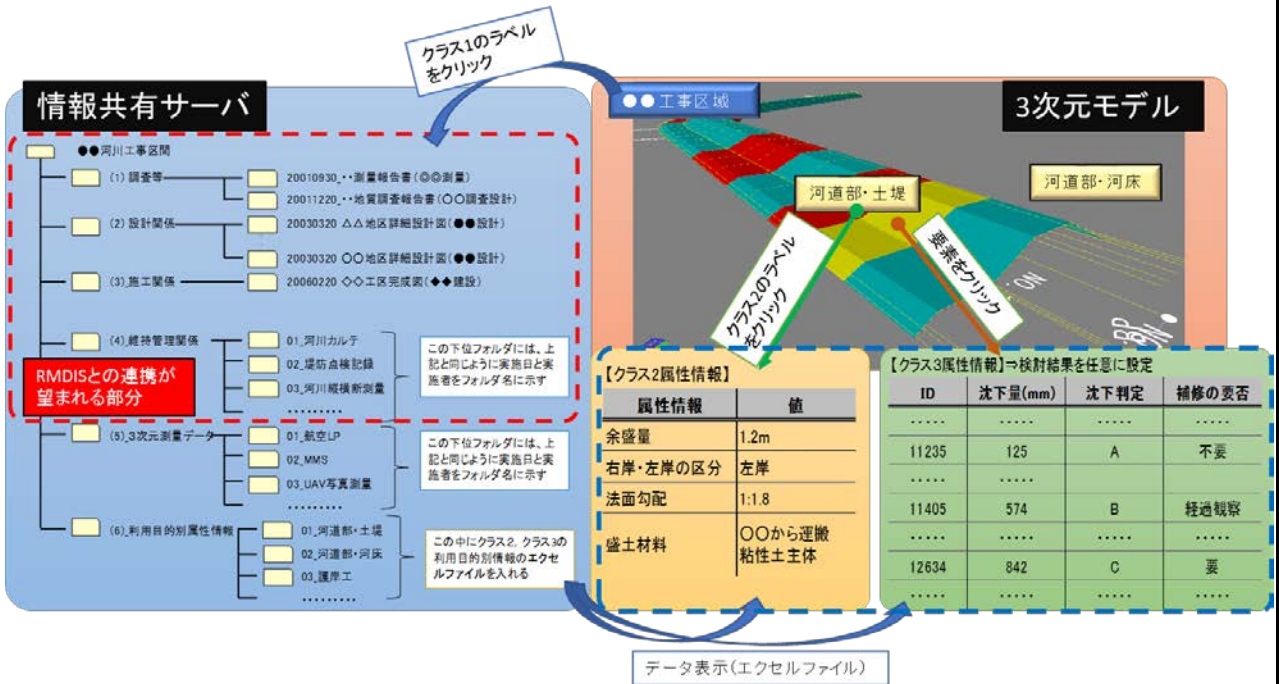 クラス1のラベル
をクリック
情報共有サーバ
●●河川工事区間
(1)調査等
20010930_・・測量報告書(◎◎測量)
20011220_・・地質調査報告書(〇〇調査設計)
(2)設計関係
20030320 △△地区詳細設計図(●●設計)
20030320 〇〇地区詳細設計図(●●設計)
(3)_施工関係
20060220 ◇◇工区完成図(◆◆建設)
(4)_維持管理関係
01_河川カルテ
02_堤防点検記録
03_河川縦横断測量
・・・・・・・・・
この下位フォルダには、上
記と同じように実施日と実
施者をフォルダ名に示す
RMDISとの連携が
望まれる部分
(5)_3次元測量データ
01_航空LP
02_MMS
03_UAV写真測量
・・・・・・・・・
この下位フォルダには、上
記と同じように実施日と実
施者をフォルダ名に示す
(6)_利用目的別属性情報
01_河道部・土堤
02_河道部・河床
03_護岸工
・・・・・・・・・
この中にクラス2,クラス3の
利用目的別情報のエクセ
ルファイルを入れる
●●工事区域
3次元モデル
河道部・土堤
河道部・河床
クラス2のラベル
をクリック
要素をクリック
【クラス2属性情報】
属性情報 値
余盛量 1.2m
右岸・左岸の区分 左岸
法面勾配 1:1.8
盛土材料 〇〇から運搬
粘性土主体
【クラス3属性情報】⇒検討結果を任意に設定
ID 沈下量(mm) 沈下判定 補修の要否
・・・・・ ・・・・・ ・・・・・ ・・・・・
11235 125 A 不要
・・・・・ ・・・・・
11405 574 B 経過観察
・・・・・ ・・・・・
12634 842 C 要
・・・・・ ・・・・・ ・・・・・ ・・・・・
データ表示(エクセルファイル)